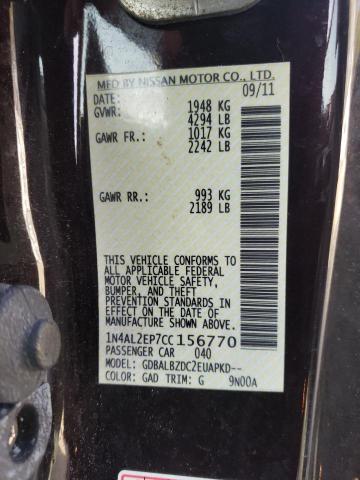 MFD BY NISSAN MOTOR CO., LTD.
DATE: 09/11
GVWR: 1948 KG
4294 LB
GAWR FR.: 1017 KG
2242 LB
GAWR RR.: 993 KG
2189 LB
THIS VEHICLE CONFORMS TO
ALL APPLICABLE FEDERAL
MOTOR VEHICLE SAFETY,
BUMPER, AND THEFT
PREVENTION STANDARDS IN
EFFECT ON THE DATE OF
MANUFACTURE SHOWN ABOVE.
1N4AL2EP7CC156770
PASSENGER CAR 040
MODEL: GDBALBZDC2EUAPKD--
COLOR: GAD TRIM: G 9N00A